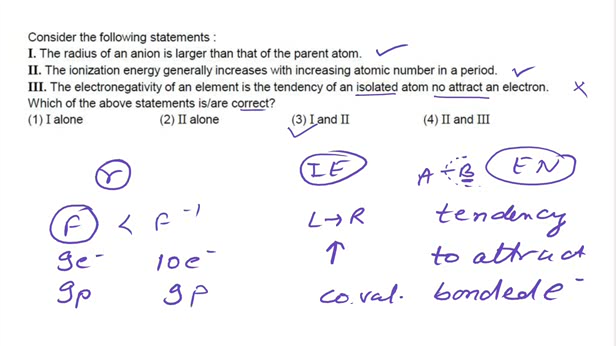 Consider the following statements :
I. The radius of an anion is larger than that of the parent atom.
II. The ionization energy generally increases with increasing atomic number in a period.
III. The electronegativity of an element is the tendency of an isolated atom no attract an electron.
Which of the above statements is/are correct?
(1) I alone (2) II alone (3) I and II (4) II and III
r IE A ÷ B EN
F < F⁻¹ L → R tendency
9e⁻ 10e⁻ ↑ to attract
9p 9p co.val. bonded e⁻